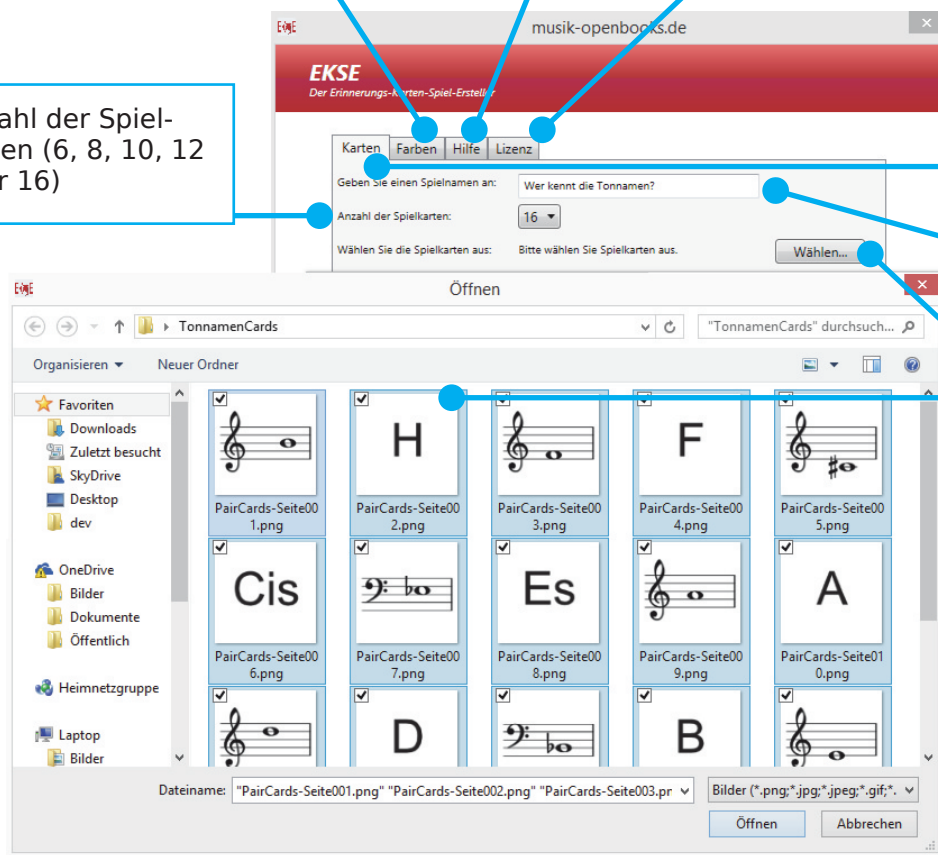 musik-openbooks.de
EKSE
Der Erinnerungs-Karten-Spiel-Ersteller
ahl der Spiel-
en (6, 8, 10, 12
r 16)
Karten Farben Hilfe Lizenz
Geben Sie einen Spielnamen an: Wer kennt die Tonnamen?
Anzahl der Spielkarten: 16
Wählen Sie die Spielkarten aus: Bitte wählen Sie Spielkarten aus. Wählen...
Öffnen
TonnamenCards "TonnamenCards" durchsuch...
Organisieren Neuer Ordner
Favoriten
Downloads
Zuletzt besucht
SkyDrive
Desktop
dev
OneDrive
Bilder
Dokumente
Öffentlich
Heimnetzgruppe
Laptop
Bilder
H F
PairCards-Seite00 PairCards-Seite00 PairCards-Seite00 PairCards-Seite00 PairCards-Seite00
1.png 2.png 3.png 4.png 5.png
Cis Es A
PairCards-Seite00 PairCards-Seite00 PairCards-Seite00 PairCards-Seite00 PairCards-Seite01
6.png 7.png 8.png 9.png 0.png
D B
Dateiname: "PairCards-Seite001.png" "PairCards-Seite002.png" "PairCards-Seite003.pr Bilder (*.png;*.jpg;*.jpeg;*.gif;*.
Öffnen Abbrechen